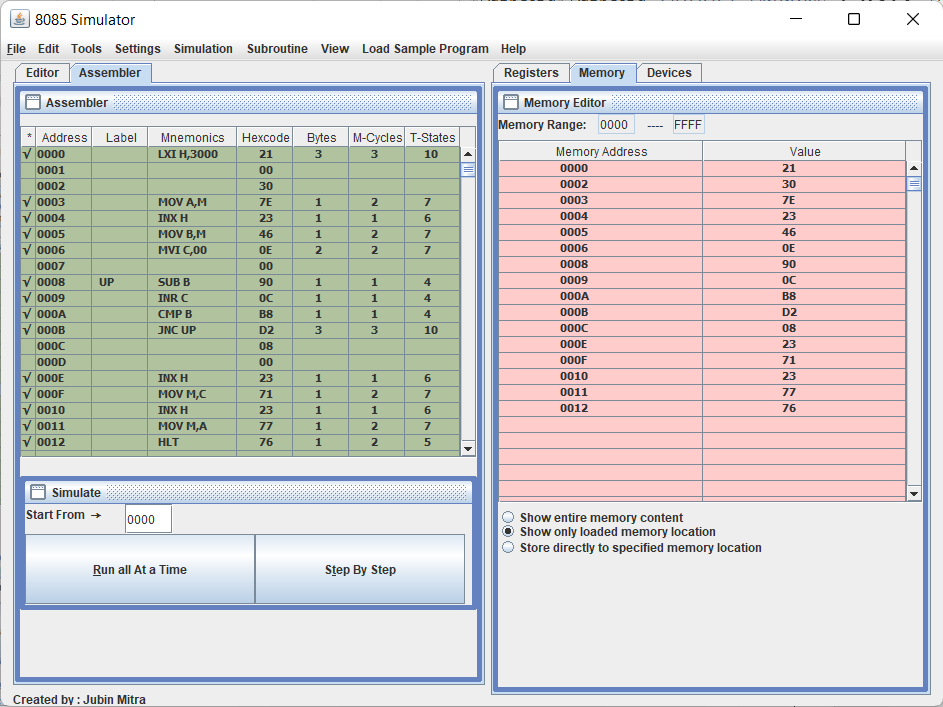 8085 Simulator
File Edit Tools Settings Simulation Subroutine View Load Sample Program Help
Editor Assembler
Assembler
* Address Label Mnemonics Hexcode Bytes M-Cycles T-States
√ 0000 LXI H,3000 21 3 3 10
0001 00
0002 30
√ 0003 MOV A,M 7E 1 2 7
√ 0004 INX H 23 1 1 6
√ 0005 MOV B,M 46 1 2 7
√ 0006 MVI C,00 0E 2 2 7
0007 00
√ 0008 UP SUB B 90 1 1 4
√ 0009 INR C 0C 1 1 4
√ 000A CMP B B8 1 1 4
√ 000B JNC UP D2 3 3 10
000C 08
000D 00
√ 000E INX H 23 1 1 6
√ 000F MOV M,C 71 1 2 7
√ 0010 INX H 23 1 1 6
√ 0011 MOV M,A 77 1 2 7
√ 0012 HLT 76 1 2 5
Simulate
Start From → 0000
Run all At a Time Step By Step
Registers Memory Devices
Memory Editor
Memory Range: 0000 ---- FFFF
Memory Address Value
0000 21
0002 30
0003 7E
0004 23
0005 46
0006 0E
0008 90
0009 0C
000A B8
000B D2
000C 08
000E 23
000F 71
0010 23
0011 77
0012 76
Show entire memory content
Show only loaded memory location
Store directly to specified memory location
Created by : Jubin Mitra